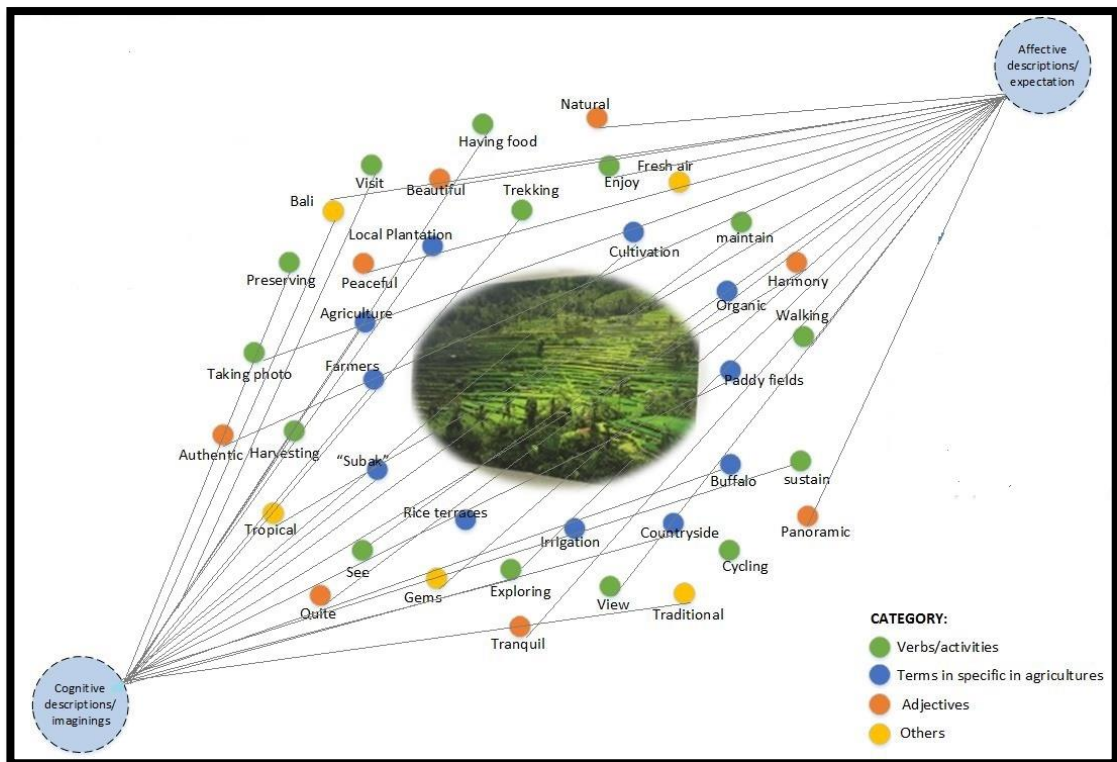 Affective
descriptions/
expectation
Natural
Having food
Fresh air
Enjoy
Visit
Beautiful
Trekking
Bali
Local Plantation
maintain
Cultivation
Harmony
Preserving
Peaceful
Organic
Agriculture
Walking
Farmers
Taking photo
Paddy fields
Authentic
Harvesting
"Subak"
Buffalo
sustain
Rice terraces
Tropical
Irrigation
Countryside
Panoramic
See
Cycling
Quite
Gems
Exploring
View
Traditional
Tranquil
CATEGORY:
Verbs/activities
Terms in specific in agricultures
Adjectives
Others
Cognitive
descriptions/
imaginings